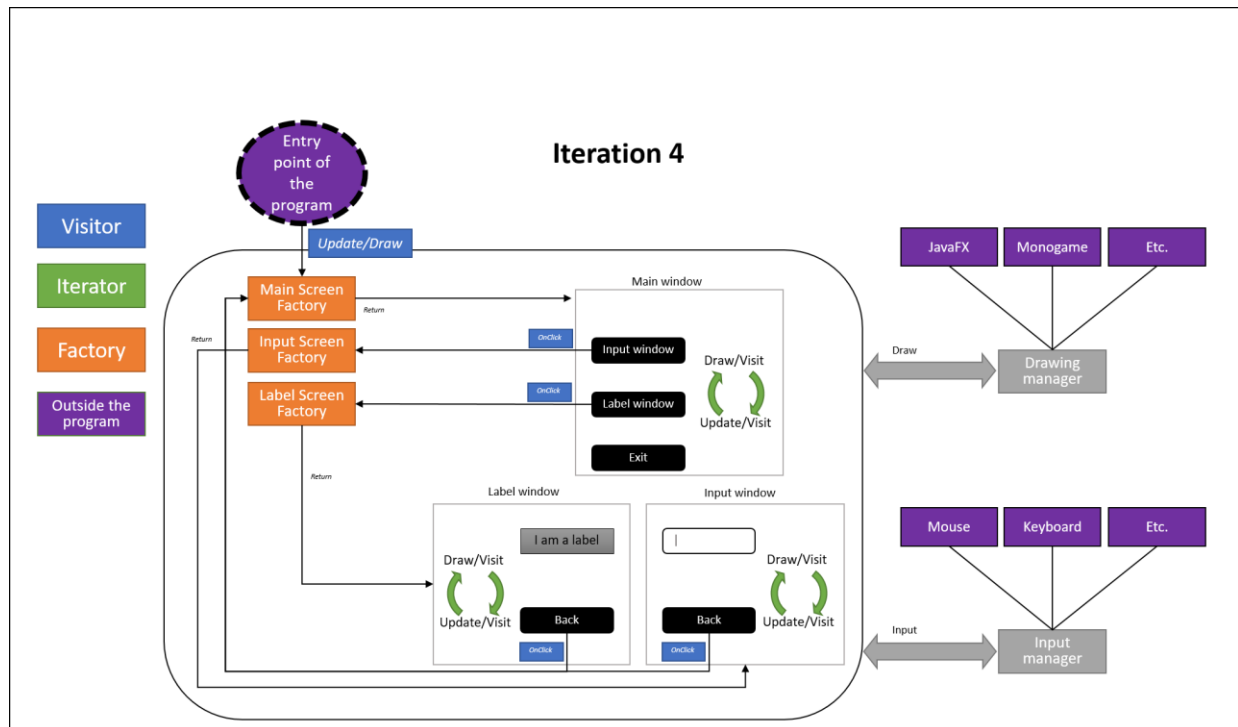 Iteration 4
Entry
point of
the
program
Visitor
Iterator
Factory
Outside the
program
Update/Draw
Main Screen
Factory
Return
Return
Input Screen
Factory
Label Screen
Factory
Return
Main window
OnClick
Input window
OnClick
Label window
Exit
Draw/Visit
Update/Visit
Label window
I am a label
Draw/Visit
Update/Visit
Back
OnClick
Input window
Draw/Visit
Update/Visit
Back
OnClick
JavaFX
Monogame
Etc.
Draw
Drawing
manager
Mouse
Keyboard
Etc.
Input
Input
manager